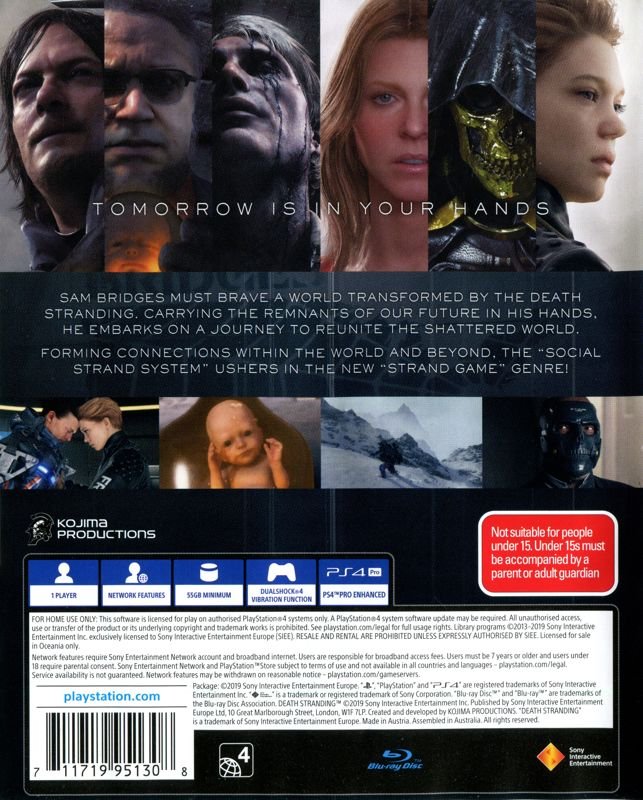 TOMORROW IS IN YOUR HANDS
SAM BRIDGES MUST BRAVE A WORLD TRANSFORMED BY THE DEATH
STRANDING. CARRYING THE REMNANTS OF OUR FUTURE IN HIS HANDS,
HE EMBARKS ON A JOURNEY TO REUNITE THE SHATTERED WORLD.
FORMING CONNECTIONS WITHIN THE WORLD AND BEYOND, THE “SOCIAL
STRAND SYSTEM” USHERS IN THE NEW “STRAND GAME” GENRE!
KOJIMA
PRODUCTIONS
Not suitable for people
under 15. Under 15s must
be accompanied by a
parent or adult guardian
1 PLAYER
NETWORK FEATURES
55GB MINIMUM
DUALSHOCK®4
VIBRATION FUNCTION
PS4 Pro
PS4™PRO ENHANCED
FOR HOME USE ONLY: This software is licensed for play on authorised PlayStation®4 systems only. A PlayStation®4 system software update may be required. All unauthorised access,
use or transfer of the product or its underlying copyright and trademark works is prohibited. See playstation.com/legal for full usage rights. Library programs ©2013-2019 Sony Interactive
Entertainment Inc. exclusively licensed to Sony Interactive Entertainment Europe (SIEE). RESALE AND RENTAL ARE PROHIBITED UNLESS EXPRESSLY AUTHORISED BY SIEE. Licensed for sale
in Oceania only.
Network features require Sony Entertainment Network account and broadband internet. Users are responsible for broadband access fees. Users must be 7 years or older and users under
18 require parental consent. Sony Entertainment Network and PlayStation™Store subject to terms of use and not available in all countries and languages – playstation.com/legal.
Service availability is not guaranteed. Network features may be withdrawn on reasonable notice – playstation.com/gameservers.
playstation.com
Package: ©2019 Sony Interactive Entertainment Europe. "PS", "PlayStation" and "PS4" are registered trademarks of Sony Interactive
Entertainment Inc. " " is a trademark or registered trademark of Sony Corporation. "Blu-ray Disc™" and "Blu-ray™" are trademarks of
the Blu-ray Disc Association. DEATH STRANDING™ ©2019 Sony Interactive Entertainment Europe. Published by Sony Interactive Entertainment
Europe Ltd, 10 Great Marlborough Street, London, W1F 7LP. Created and developed by KOJIMA PRODUCTIONS. "DEATH STRANDING"
is a trademark of Sony Interactive Entertainment Europe. Made in Austria. Assembled in Australia. All rights reserved.
7 11719 95130 8
4
Blu-ray Disc™
Sony
Interactive
Entertainment